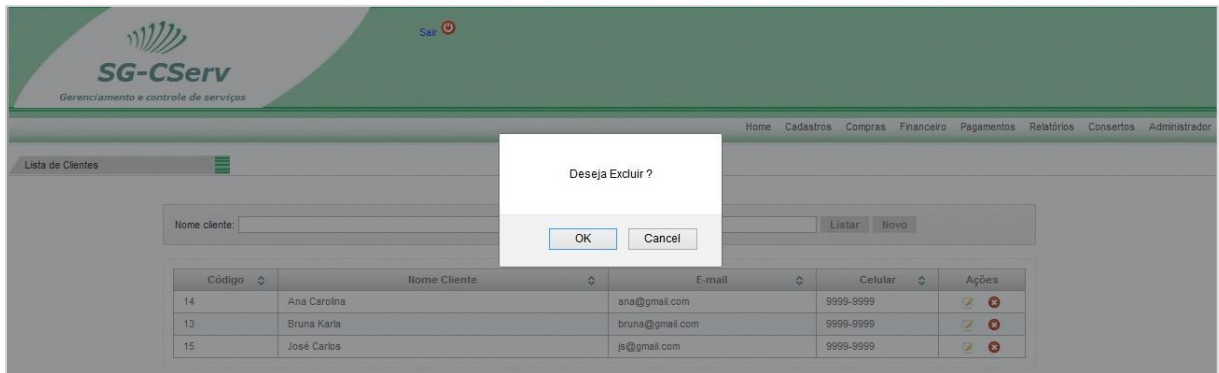 Sair
SG-CServ
Gerenciamento e controle de serviços
Home Cadastros Compras Financeiro Pagamentos Relatórios Consertos Administrador
Lista de Clientes
Deseja Excluir ?
OK Cancel
Nome cliente: Listar Novo
Código Nome Cliente E-mail Celular Ações
14 Ana Carolina ana@gmail.com 9999-9999
13 Bruna Karla bruna@gmail.com 9999-9999
15 José Carlos js@gmail.com 9999-9999